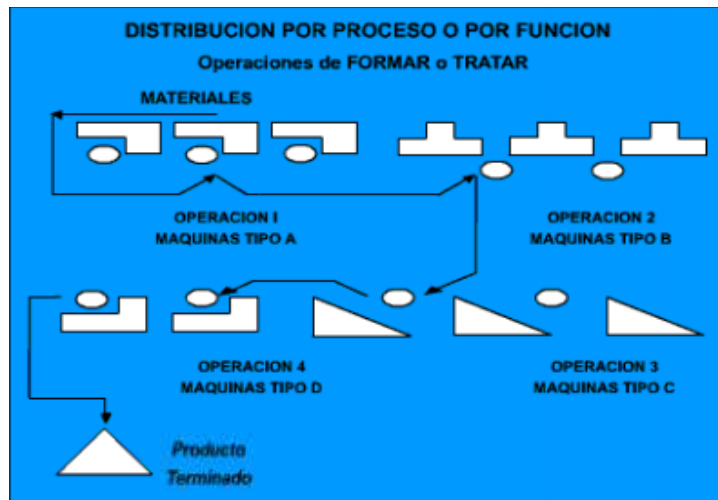 DISTRIBUCION POR PROCESO O POR FUNCION
Operaciones de FORMAR o TRATAR
MATERIALES
OPERACION I
MAQUINAS TIPO A
OPERACION 2
MAQUINAS TIPO B
OPERACION 4
MAQUINAS TIPO D
OPERACION 3
MAQUINAS TIPO C
Producto
Terminado